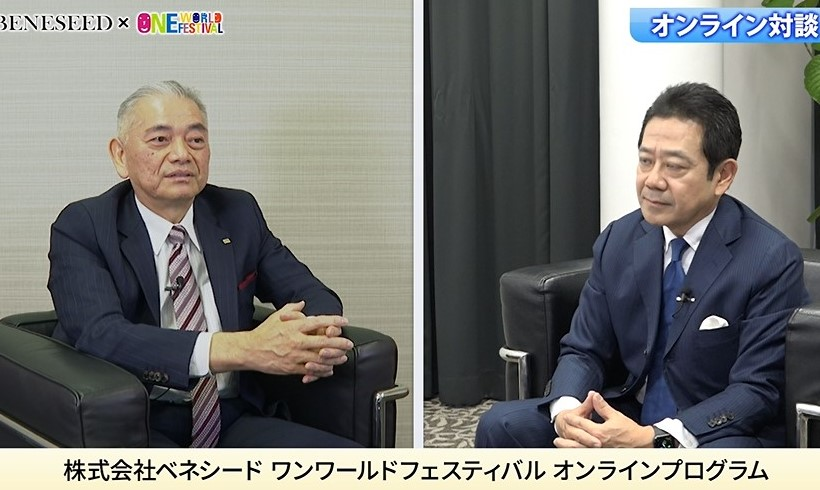 BENESEED × ONE WORLD FESTIVAL
オンライン対談
株式会社ベネシード ワンワールドフェスティバル オンラインプログラム